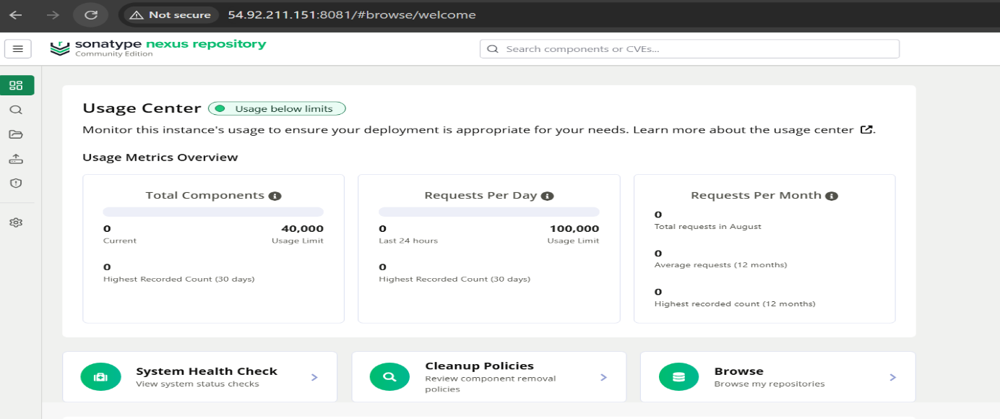 Not secure 54.92.211.151:8081/#browse/welcome
sonatype nexus repository
Community Edition
Search components or CVEs...
Usage Center Usage below limits
Monitor this instance's usage to ensure your deployment is appropriate for your needs. Learn more about the usage center .
Usage Metrics Overview
Total Components
0 40,000
Current Usage Limit
0
Highest Recorded Count (30 days)
Requests Per Day
0 100,000
Last 24 hours Usage Limit
0
Highest Recorded Count (30 days)
Requests Per Month
0
Total requests in August
0
Average requests (12 months)
0
Highest recorded count (12 months)
System Health Check
View system status checks
Cleanup Policies
Review component removal
policies
Browse
Browse my repositories